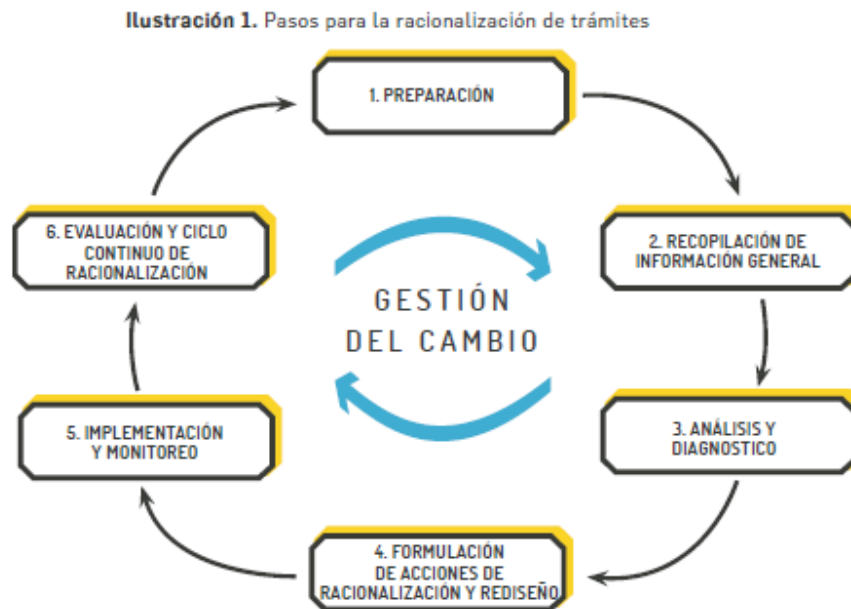 Ilustración 1. Pasos para la racionalización de trámites
1. PREPARACIÓN
2. RECOPILACIÓN DE
INFORMACIÓN GENERAL
3. ANÁLISIS Y
DIAGNOSTICO
4. FORMULACIÓN
DE ACCIONES DE
RACIONALIZACIÓN Y REDISEÑO
5. IMPLEMENTACIÓN
Y MONITOREO
6. EVALUACIÓN Y CICLO
CONTINUO DE
RACIONALIZACIÓN
GESTIÓN
DEL CAMBIO